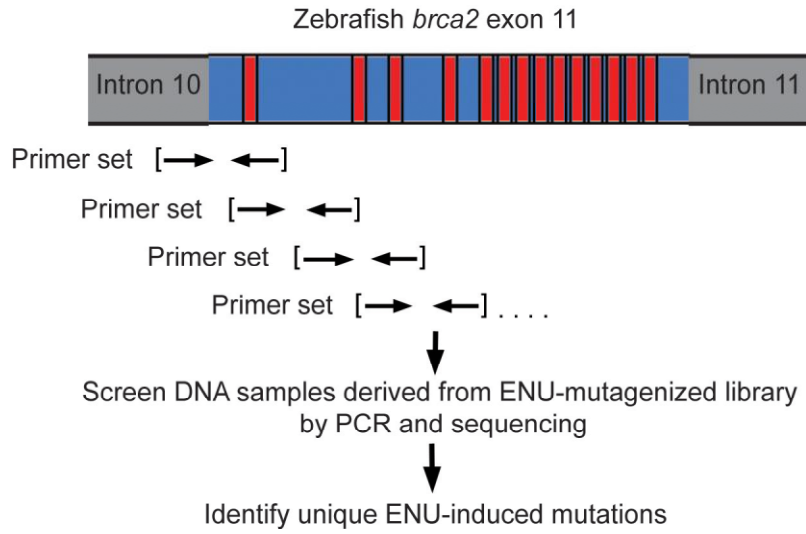 Zebrafish brca2 exon 11
Intron 10
Intron 11
Primer set [ ]
Primer set [ ]
Primer set [ ]
Primer set [ ] . . . .
Screen DNA samples derived from ENU-mutagenized library
by PCR and sequencing
Identify unique ENU-induced mutations